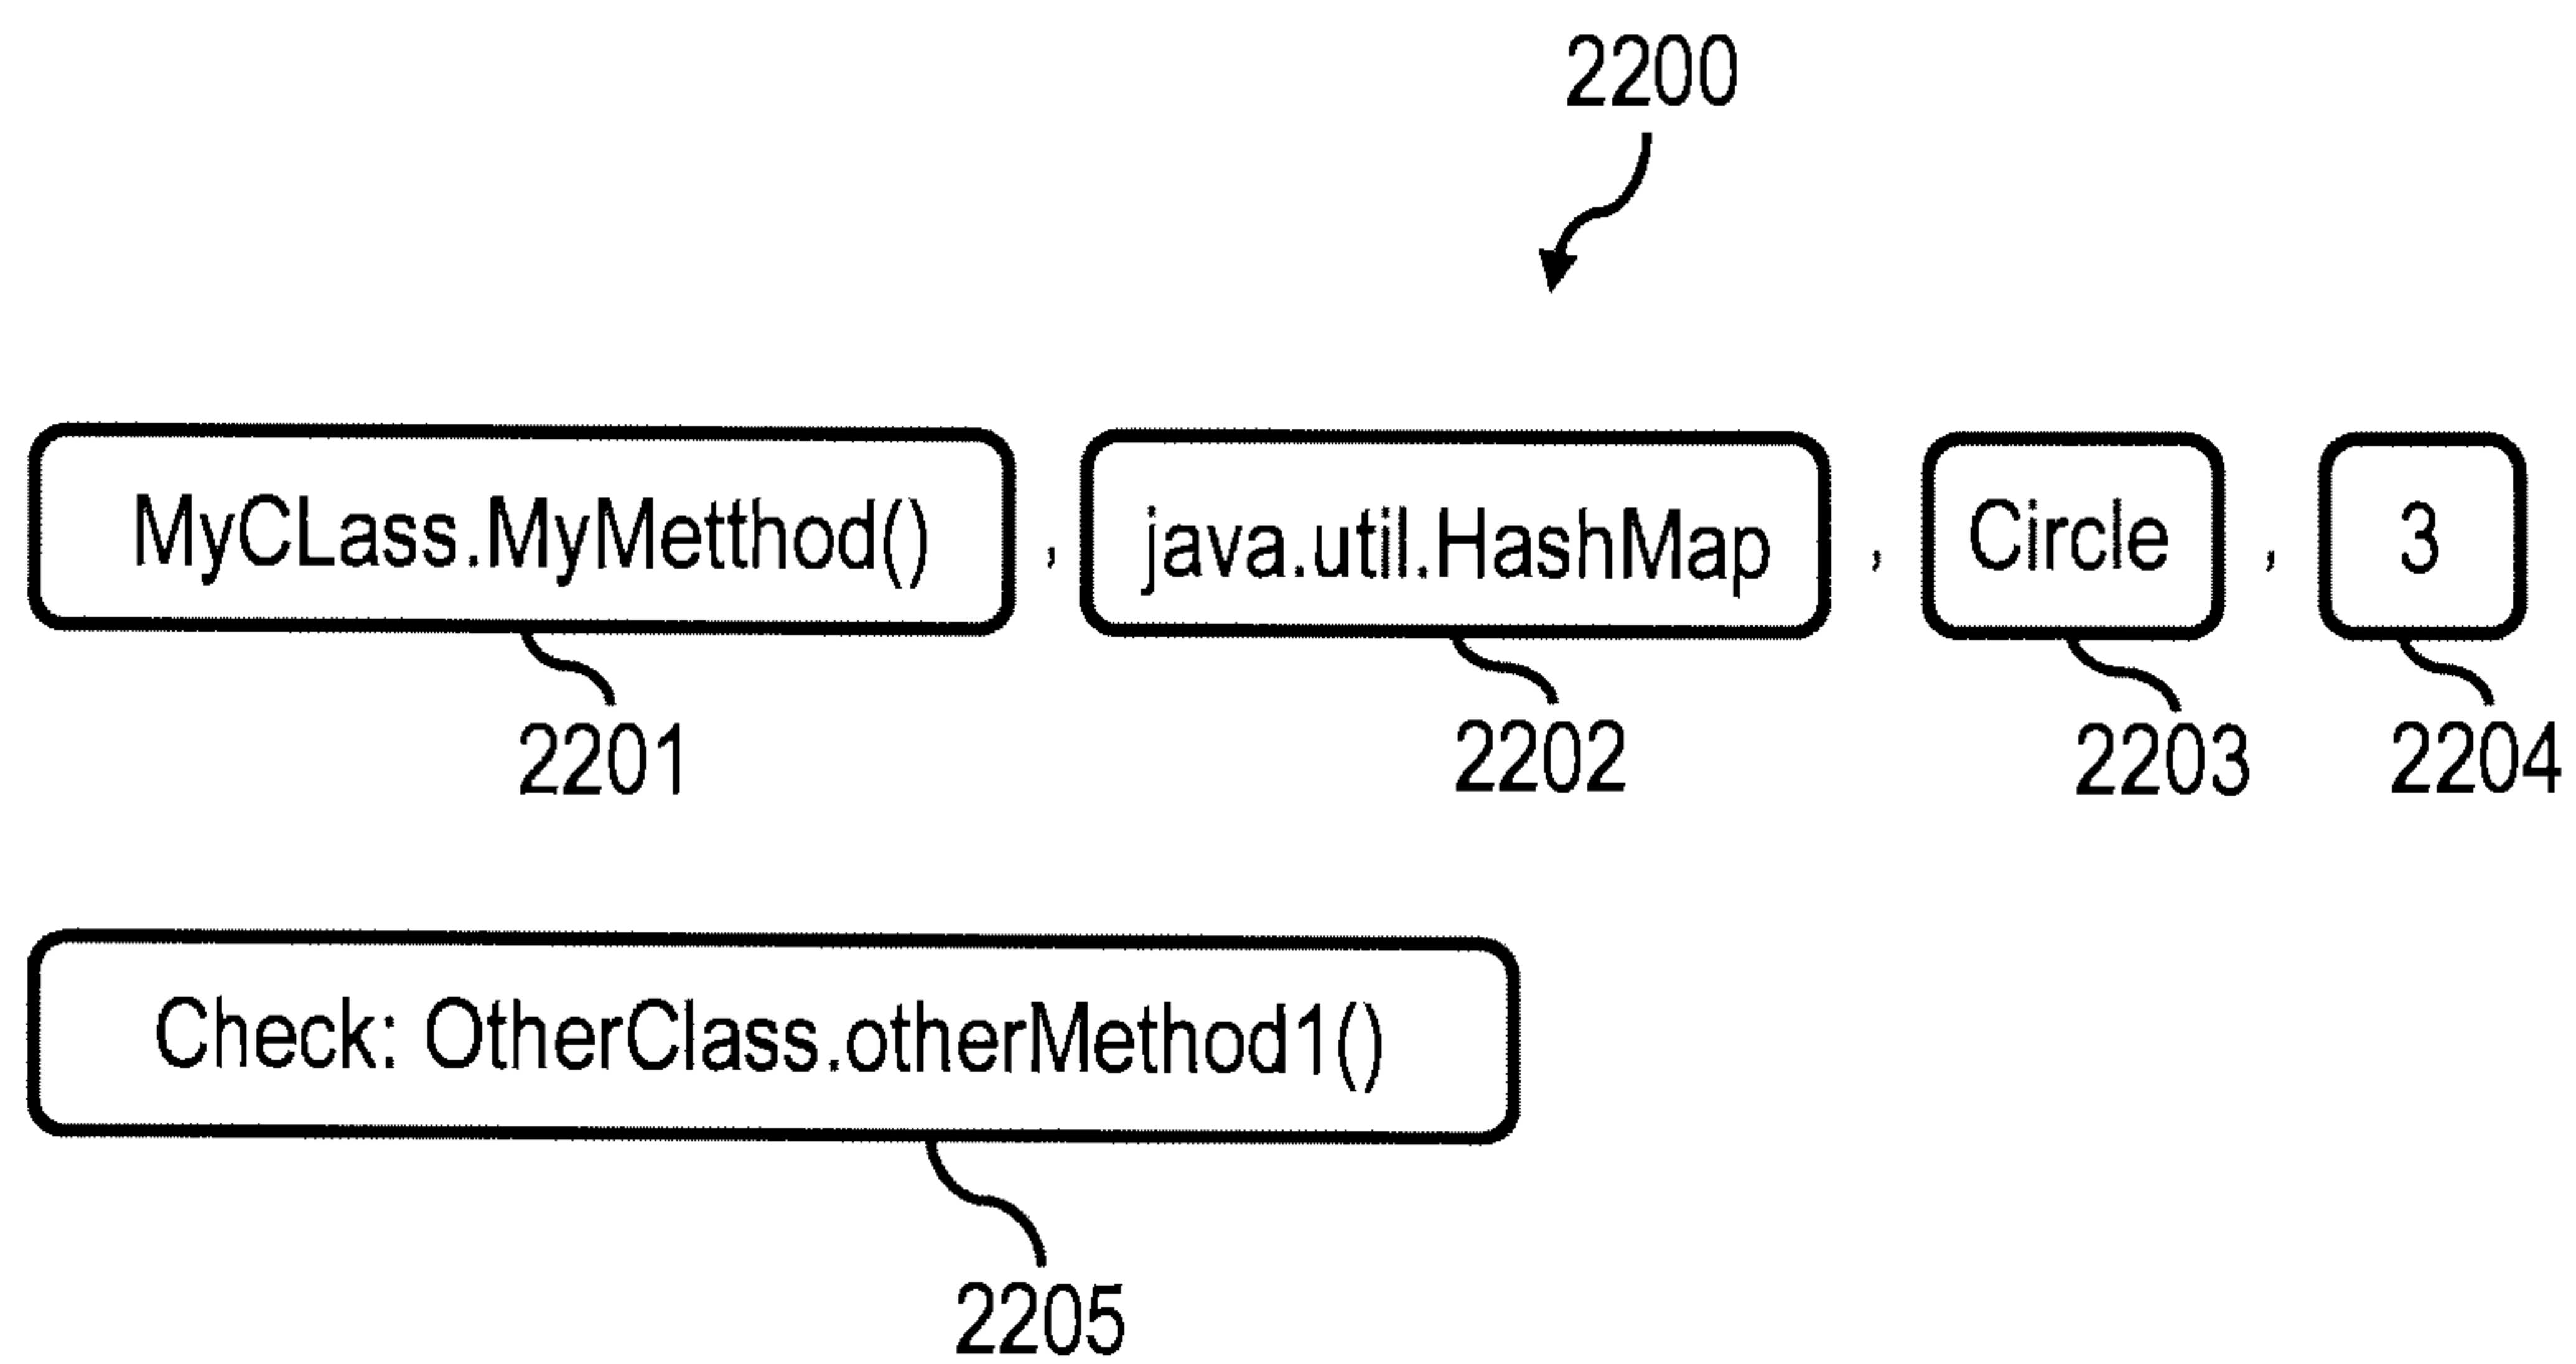 2200
MyCLass.MyMetthod() , java.util.HashMap , Circle , 3
2201 2202 2203 2204
Check: OtherClass.otherMethod1()
2205